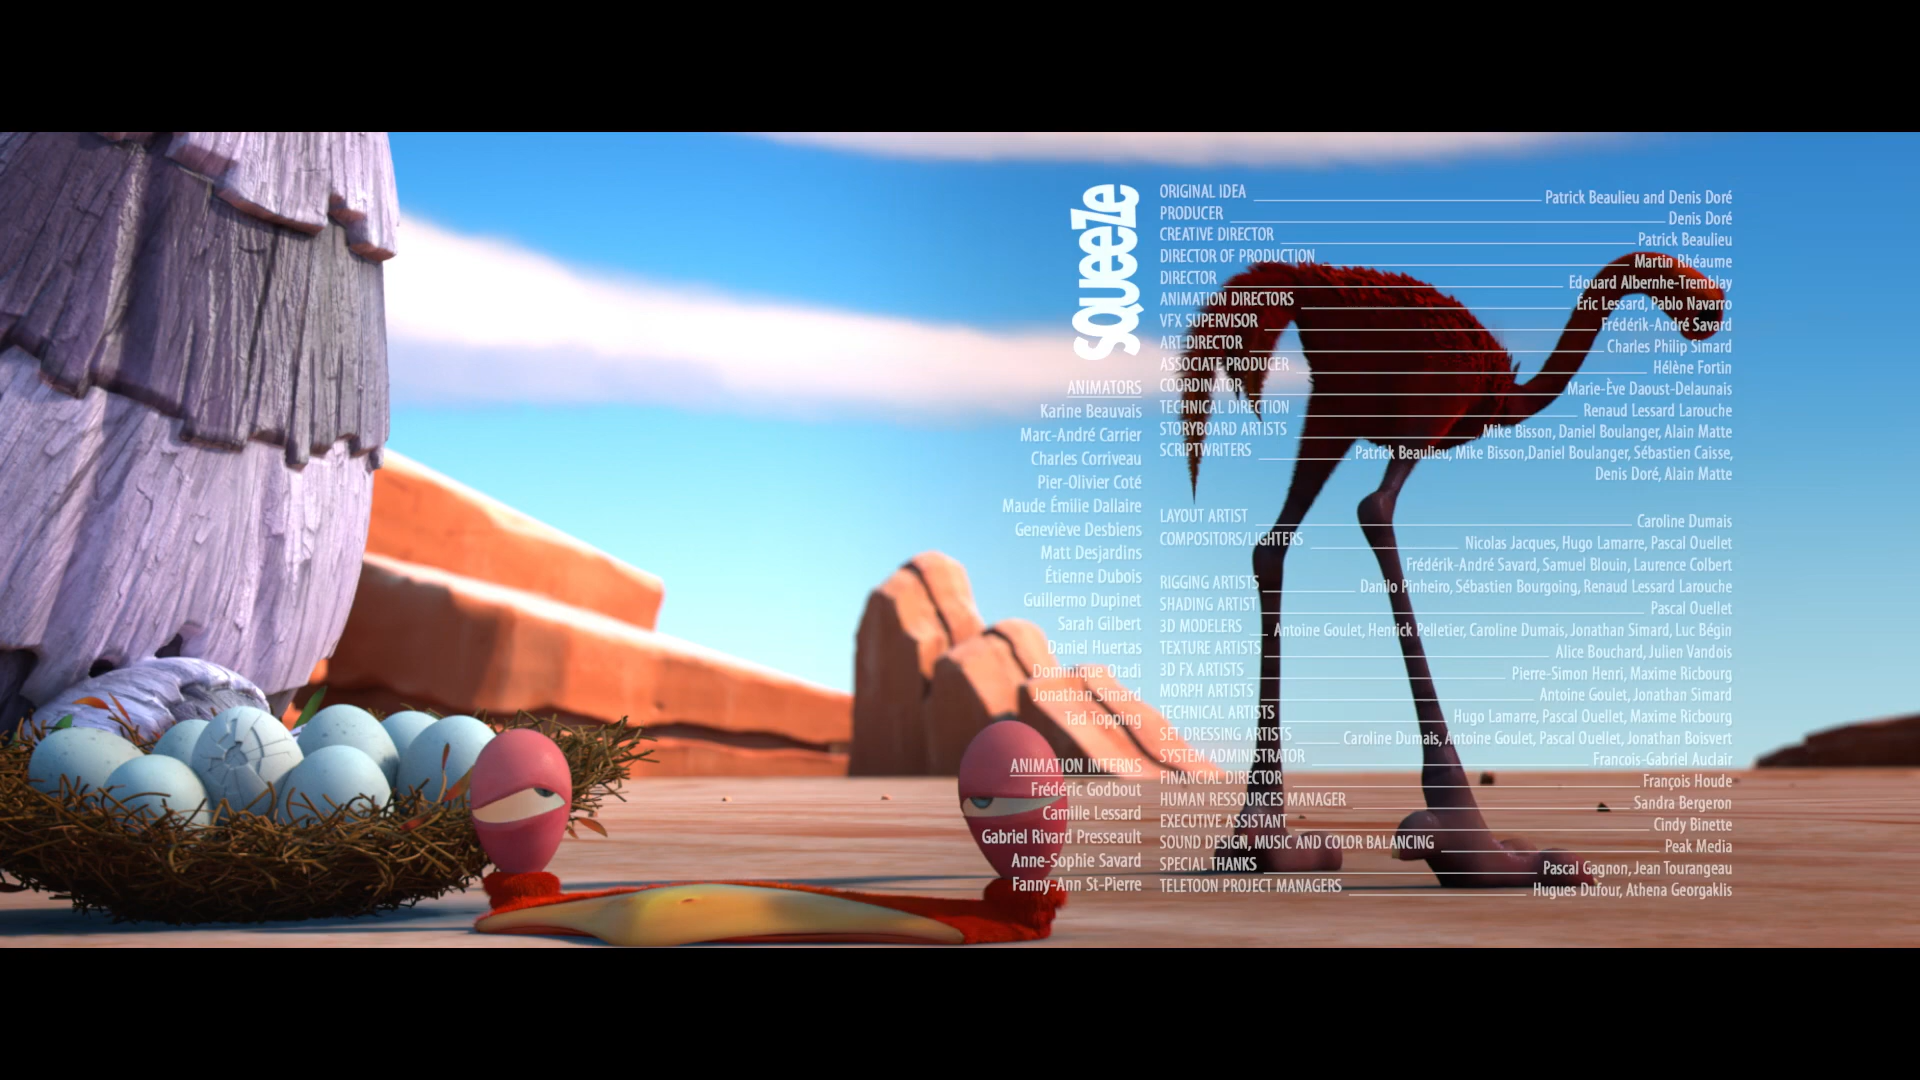 squeeze
ORIGINAL IDEA Patrick Beaulieu and Denis Doré
PRODUCER Denis Doré
CREATIVE DIRECTOR Patrick Beaulieu
DIRECTOR OF PRODUCTION Martin Rhéaume
DIRECTOR Edouard Albernhe-Tremblay
ANIMATION DIRECTORS Éric Lessard, Pablo Navarro
VFX SUPERVISOR Frédérik-André Savard
ART DIRECTOR Charles Philip Simard
ASSOCIATE PRODUCER Hélène Fortin
COORDINATOR Marie-Ève Daoust-Delaunais
TECHNICAL DIRECTION Renaud Lessard Larouche
STORYBOARD ARTISTS Mike Bisson, Daniel Boulanger, Alain Matte
SCRIPTWRITERS Patrick Beaulieu, Mike Bisson,Daniel Boulanger, Sébastien Caisse,
Denis Doré, Alain Matte
LAYOUT ARTIST Caroline Dumais
COMPOSITORS/LIGHTERS Nicolas Jacques, Hugo Lamarre, Pascal Ouellet
Frédérik-André Savard, Samuel Blouin, Laurence Colbert
RIGGING ARTISTS Danilo Pinheiro, Sébastien Bourgoing, Renaud Lessard Larouche
SHADING ARTIST Pascal Ouellet
3D MODELERS Antoine Goulet, Henrick Pelletier, Caroline Dumais, Jonathan Simard, Luc Bégin
TEXTURE ARTISTS Alice Bouchard, Julien Vandois
3D FX ARTISTS Pierre-Simon Henri, Maxime Ricbourg
MORPH ARTISTS Antoine Goulet, Jonathan Simard
TECHNICAL ARTISTS Hugo Lamarre, Pascal Ouellet, Maxime Ricbourg
SET DRESSING ARTISTS Caroline Dumais, Antoine Goulet, Pascal Ouellet, Jonathan Boisvert
SYSTEM ADMINISTRATOR Francois-Gabriel Auclair
FINANCIAL DIRECTOR François Houde
HUMAN RESSOURCES MANAGER Sandra Bergeron
EXECUTIVE ASSISTANT Cindy Binette
SOUND DESIGN, MUSIC AND COLOR BALANCING Peak Media
SPECIAL THANKS Pascal Gagnon, Jean Tourangeau
TELETOON PROJECT MANAGERS Hugues Dufour, Athena Georgaklis
ANIMATORS
Karine Beauvais
Marc-André Carrier
Charles Corriveau
Pier-Olivier Coté
Maude Émilie Dallaire
Geneviève Desbiens
Matt Desjardins
Étienne Dubois
Guillermo Dupinet
Sarah Gilbert
Daniel Huertas
Dominique Otadi
Jonathan Simard
Tad Topping
ANIMATION INTERNS
Frédéric Godbout
Camille Lessard
Gabriel Rivard Presseault
Anne-Sophie Savard
Fanny-Ann St-Pierre